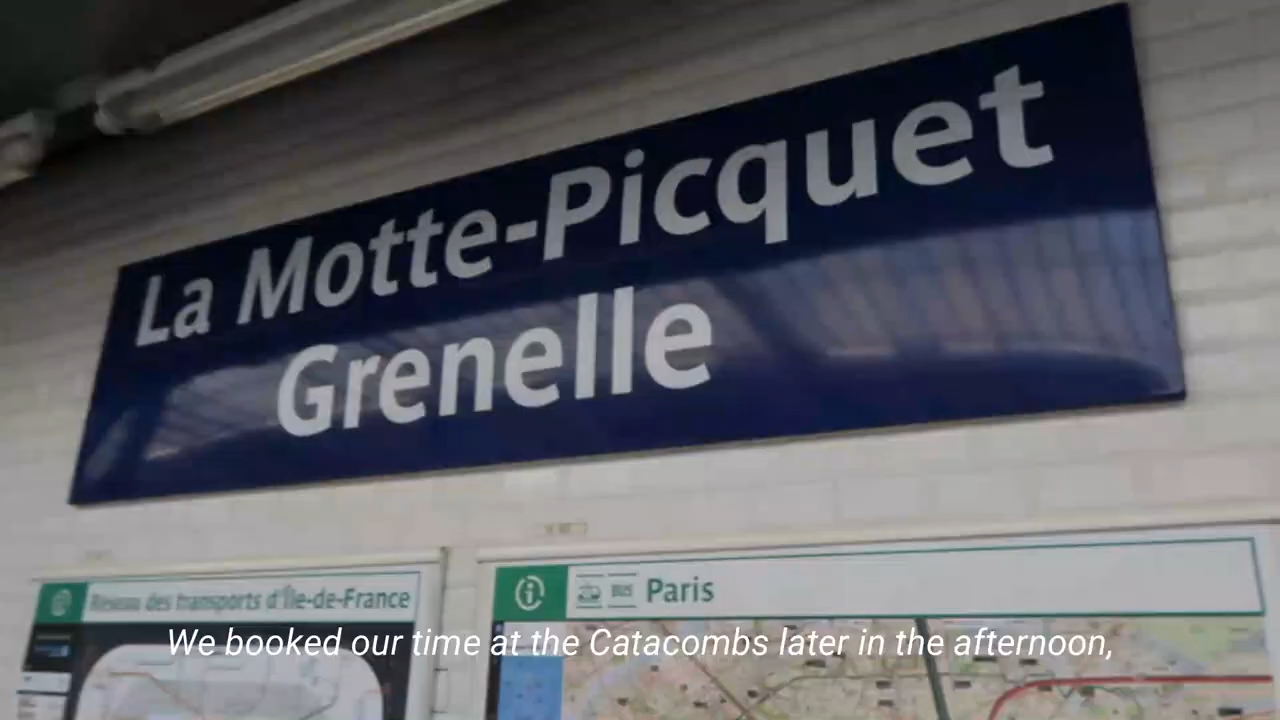 La Motte-Picquet
Grenelle
Réseau des transports d'Île-de-France
BUS Paris
We booked our time at the Catacombs later in the afternoon,